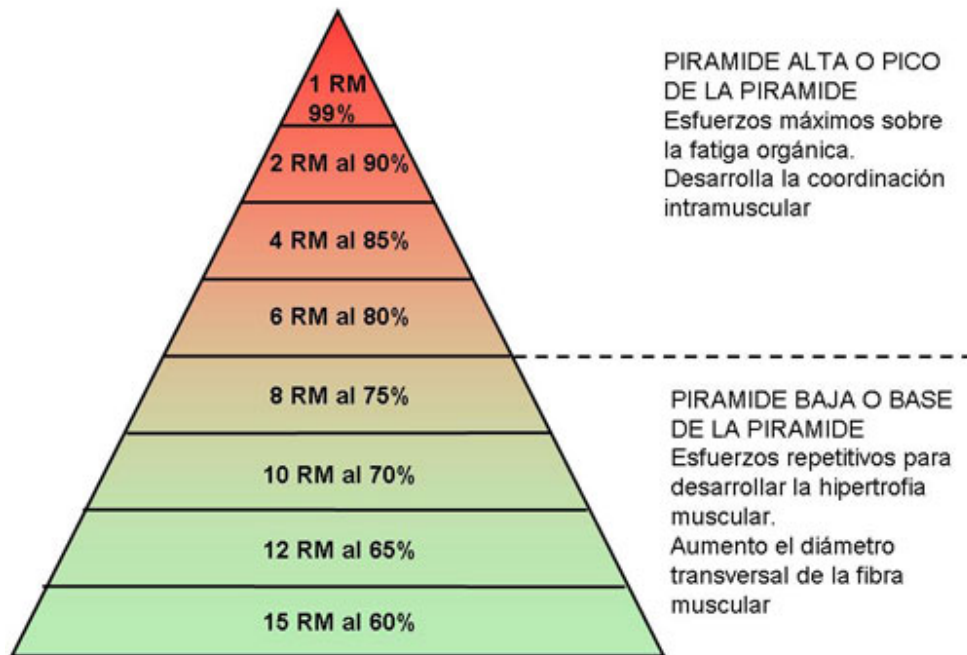 1 RM
99%
2 RM al 90%
4 RM al 85%
6 RM al 80%
8 RM al 75%
10 RM al 70%
12 RM al 65%
15 RM al 60%
PIRAMIDE ALTA O PICO
DE LA PIRAMIDE
Esfuerzos máximos sobre
la fatiga orgánica.
Desarrolla la coordinación
intramuscular
PIRAMIDE BAJA O BASE
DE LA PIRAMIDE
Esfuerzos repetitivos para
desarrollar la hipertrofia
muscular.
Aumento el diámetro
transversal de la fibra
muscular